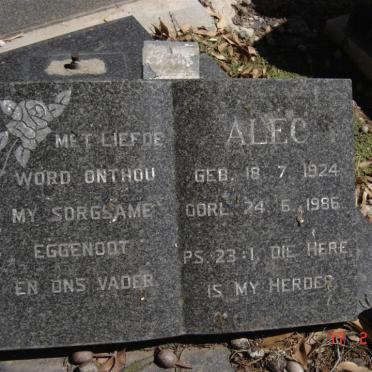 MET LIEFDE
WORD ONTHOU
MY SORGSAME
EGGENOOT
EN ONS VADER
ALEC
GEB. 18.7.1924
OORL. 24.6.1986
PS. 23:1. DIE HERE
IS MY HERDER